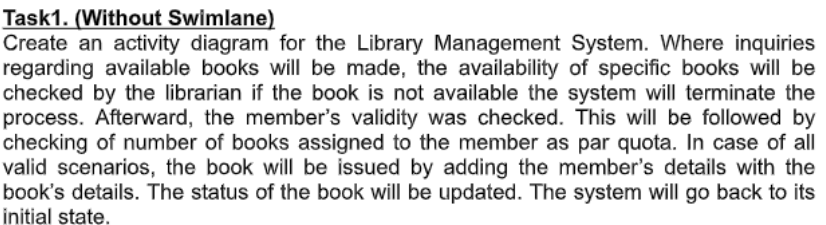 Task1. (Without Swimlane)
Create an activity diagram for the Library Management System. Where inquiries
regarding available books will be made, the availability of specific books will be
checked by the librarian if the book is not available the system will terminate the
process. Afterward, the member's validity was checked. This will be followed by
checking of number of books assigned to the member as par quota. In case of all
valid scenarios, the book will be issued by adding the member's details with the
book's details. The status of the book will be updated. The system will go back to its
initial state.